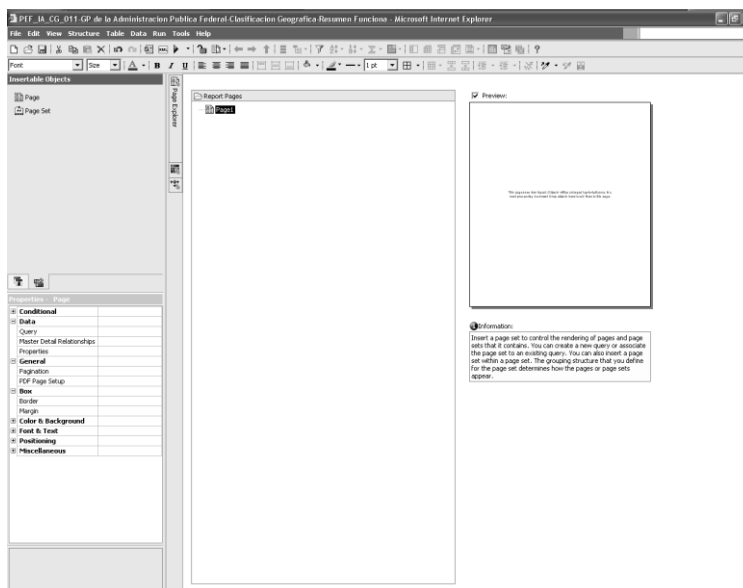 PEF_IA_CG_011-GP de la Administracion Publica Federal-Clasificacion Geografica-Resumen Funciona - Microsoft Internet Explorer
File Edit View Structure Table Data Run Tools Help
Font Size A B I U 1 pt
Insertable Objects
Page
Page Set
Page Explorer
Report Pages
Page1
Preview:
Properties - Page
Conditional
Data
Query
Master Detail Relationships
Properties
General
Pagination
PDF Page Setup
Box
Border
Margin
Color & Background
Font & Text
Positioning
Miscellaneous
Information:
Insert a page set to control the rendering of pages and page
sets that it contains. You can create a new query or associate
the page set to an existing query. You can also insert a page
set within a page set. The grouping structure that you define
for the page set determines how the pages or page sets
appear.